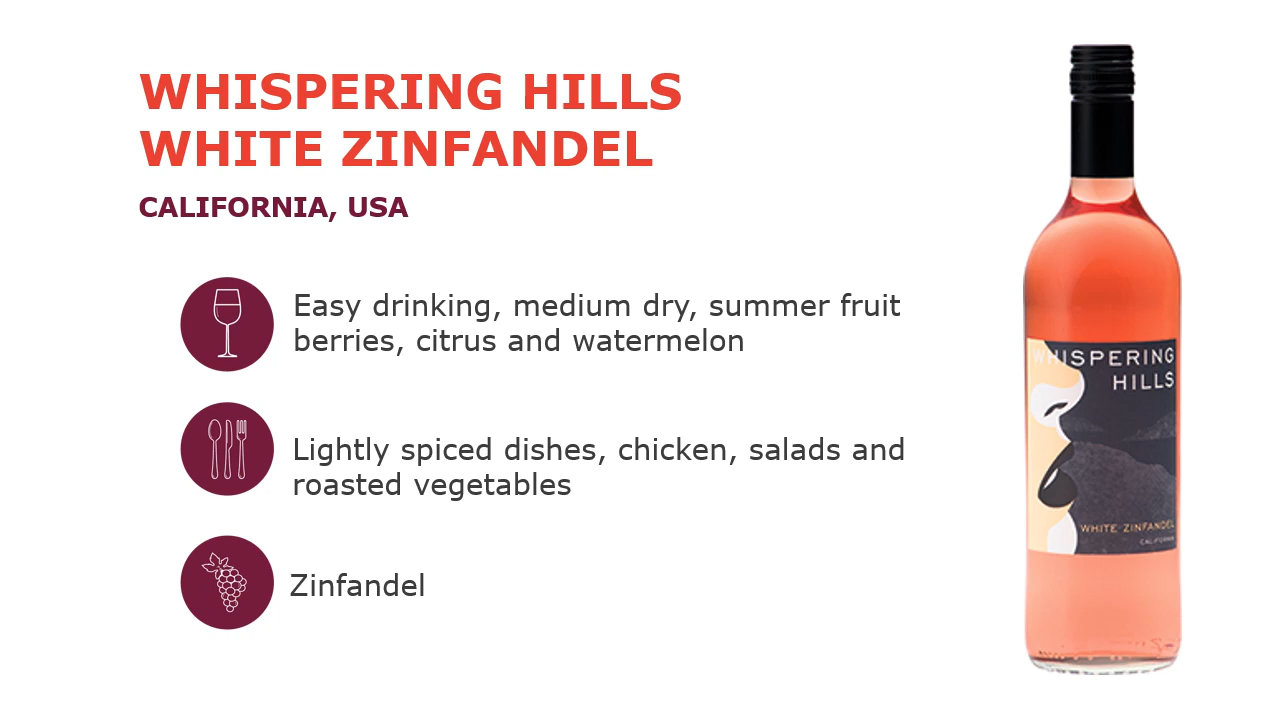 WHISPERING HILLS
WHITE ZINFANDEL
CALIFORNIA, USA
Easy drinking, medium dry, summer fruit
berries, citrus and watermelon
Lightly spiced dishes, chicken, salads and
roasted vegetables
Zinfandel
WHISPERING
HILLS
WHITE ZINFANDEL
CALIFORNIA